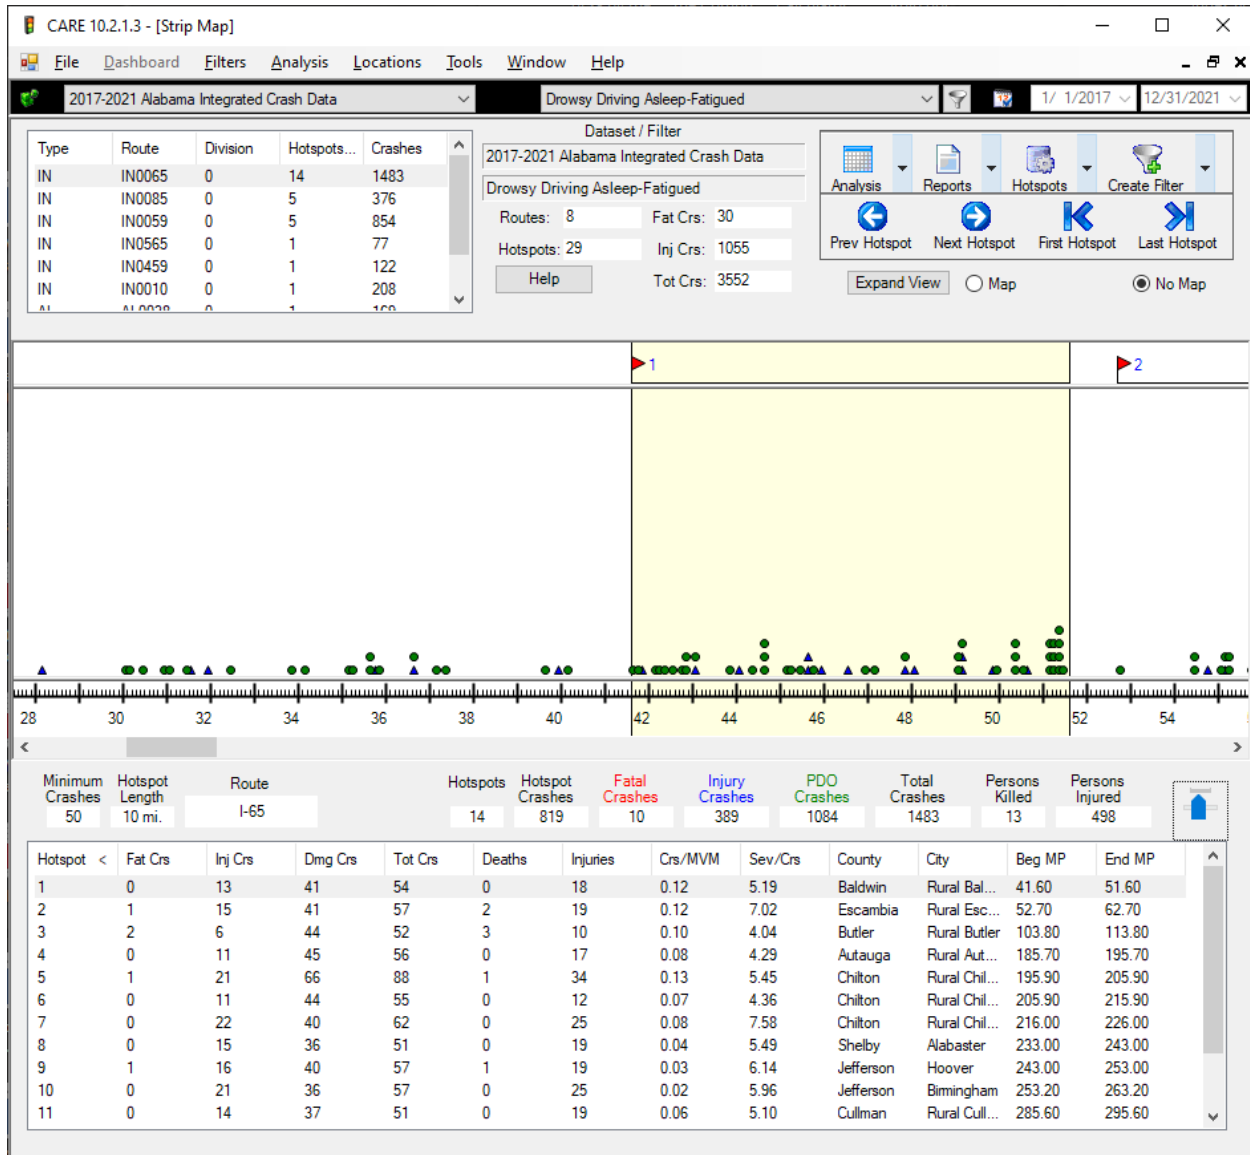 CARE 10.2.1.3 - [Strip Map]
File Dashboard Filters Analysis Locations Tools Window Help
2017-2021 Alabama Integrated Crash Data Drowsy Driving Asleep-Fatigued 12 1/ 1/2017 12/31/2021
Type Route Division Hotspots... Crashes
IN IN0065 0 14 1483
IN IN0085 0 5 376
IN IN0059 0 5 854
IN IN0565 0 1 77
IN IN0459 0 1 122
IN IN0010 0 1 208
Dataset / Filter
2017-2021 Alabama Integrated Crash Data
Drowsy Driving Asleep-Fatigued
Routes: 8 Fat Crs: 30
Hotspots: 29 Inj Crs: 1055
Help Tot Crs: 3552
Analysis Reports Hotspots Create Filter
Prev Hotspot Next Hotspot First Hotspot Last Hotspot
Expand View Map No Map
1 2
28 30 32 34 36 38 40 42 44 46 48 50 52 54
Minimum Crashes 50
Hotspot Length 10 mi.
Route I-65
Hotspots 14
Hotspot Crashes 819
Fatal Crashes 10
Injury Crashes 389
PDO Crashes 1084
Total Crashes 1483
Persons Killed 13
Persons Injured 498
Hotspot < Fat Crs Inj Crs Dmg Crs Tot Crs Deaths Injuries Crs/MVM Sev/Crs County City Beg MP End MP
1 0 13 41 54 0 18 0.12 5.19 Baldwin Rural Bal... 41.60 51.60
2 1 15 41 57 2 19 0.12 7.02 Escambia Rural Esc... 52.70 62.70
3 2 6 44 52 3 10 0.10 4.04 Butler Rural Butler 103.80 113.80
4 0 11 45 56 0 17 0.08 4.29 Autauga Rural Aut... 185.70 195.70
5 1 21 66 88 1 34 0.13 5.45 Chilton Rural Chil... 195.90 205.90
6 0 11 44 55 0 12 0.07 4.36 Chilton Rural Chil... 205.90 215.90
7 0 22 40 62 0 25 0.08 7.58 Chilton Rural Chil... 216.00 226.00
8 0 15 36 51 0 19 0.04 5.49 Shelby Alabaster 233.00 243.00
9 1 16 40 57 1 19 0.03 6.14 Jefferson Hoover 243.00 253.00
10 0 21 36 57 0 25 0.02 5.96 Jefferson Birmingham 253.20 263.20
11 0 14 37 51 0 19 0.06 5.10 Cullman Rural Cull... 285.60 295.60